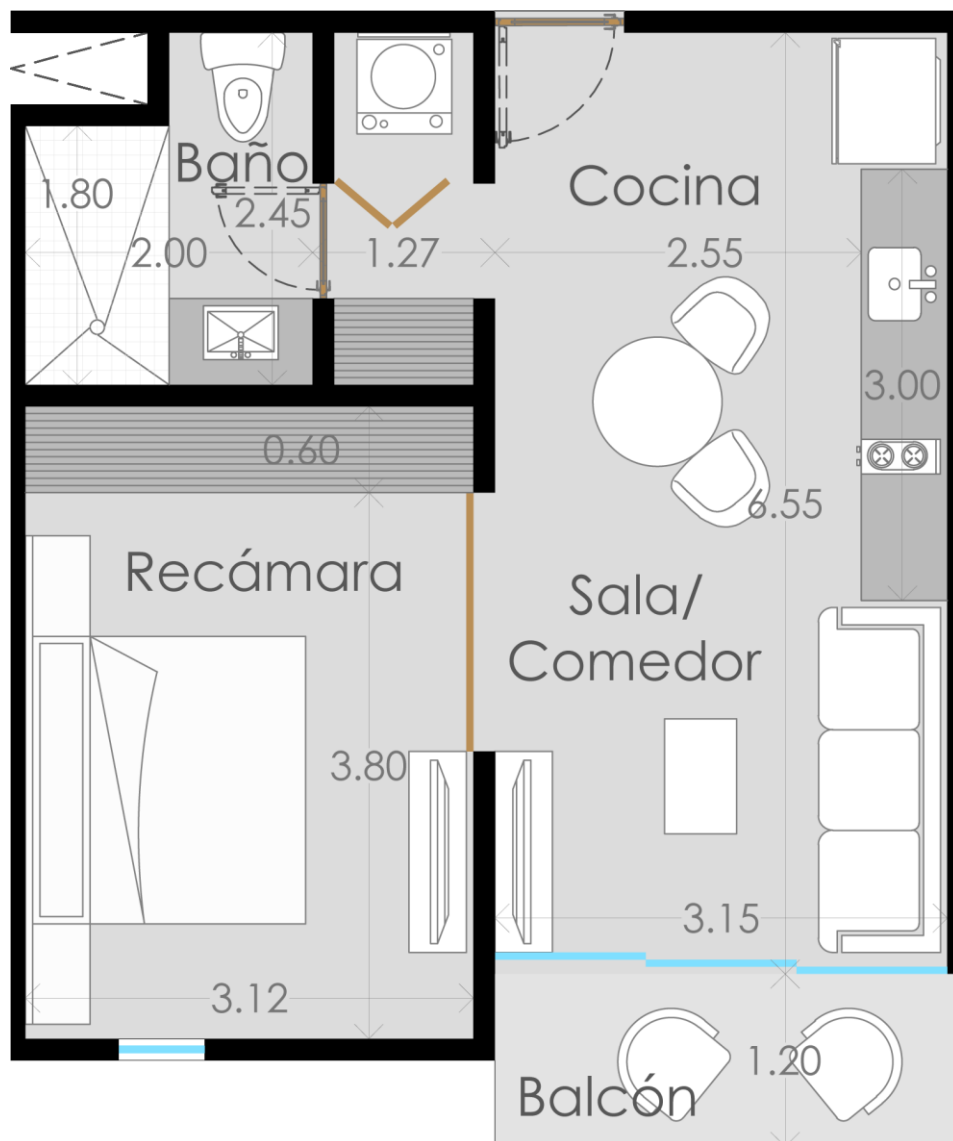 Baño
1.80
2.45
2.00
1.27
Cocina
2.55
3.00
0.60
6.55
Recámara
Sala/
Comedor
3.80
3.15
3.12
1.20
Balcón